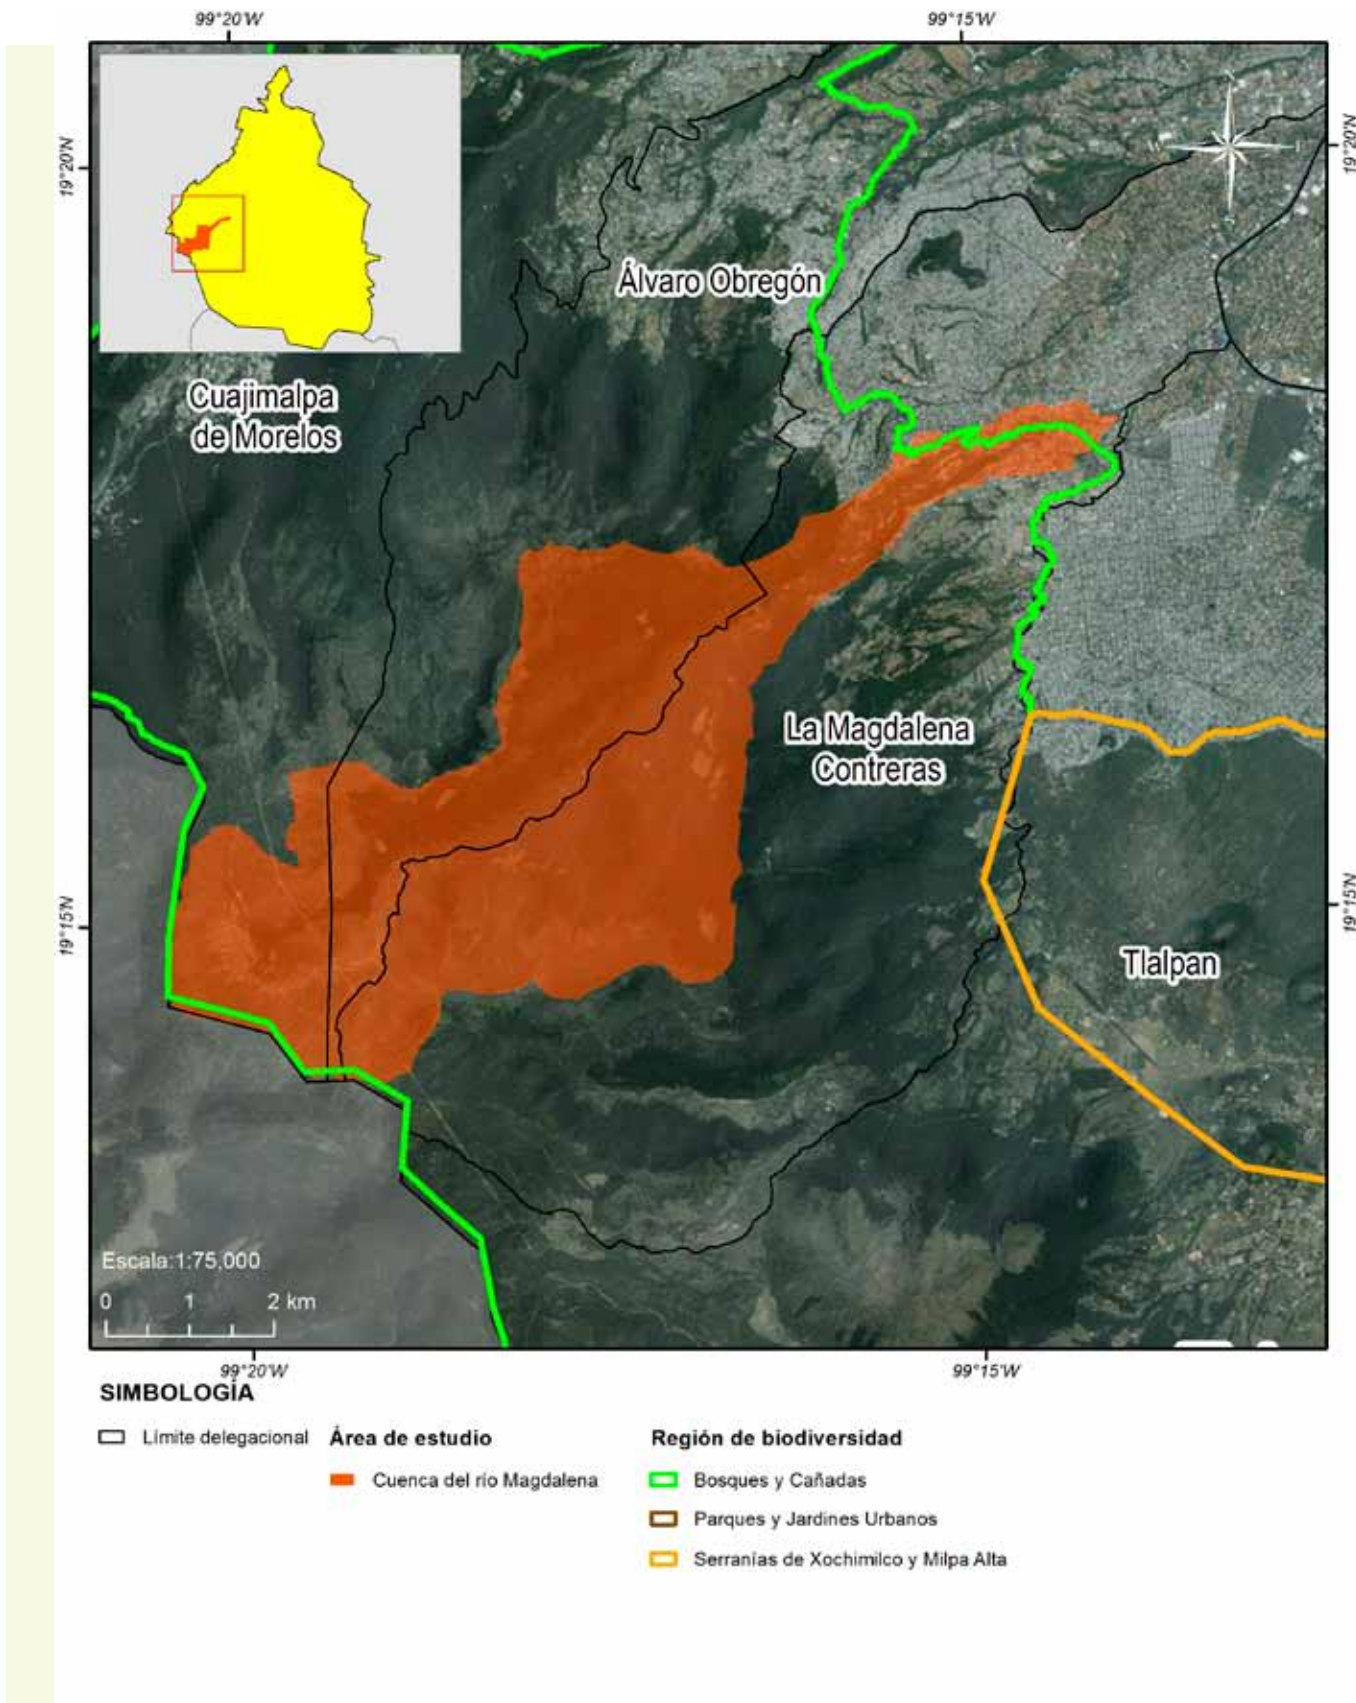 99°20'W
99°15'W
19°20'N
19°20'N
Álvaro Obregón
Cuajimalpa
de Morelos
La Magdalena
Contreras
19°15'N
19°15'N
Tlalpan
Escala:1:75,000
0 1 2 km
99°20'W
99°15'W
SIMBOLOGÍA
Límite delegacional
Área de estudio
Cuenca del río Magdalena
Región de biodiversidad
Bosques y Cañadas
Parques y Jardines Urbanos
Serranías de Xochimilco y Milpa Alta